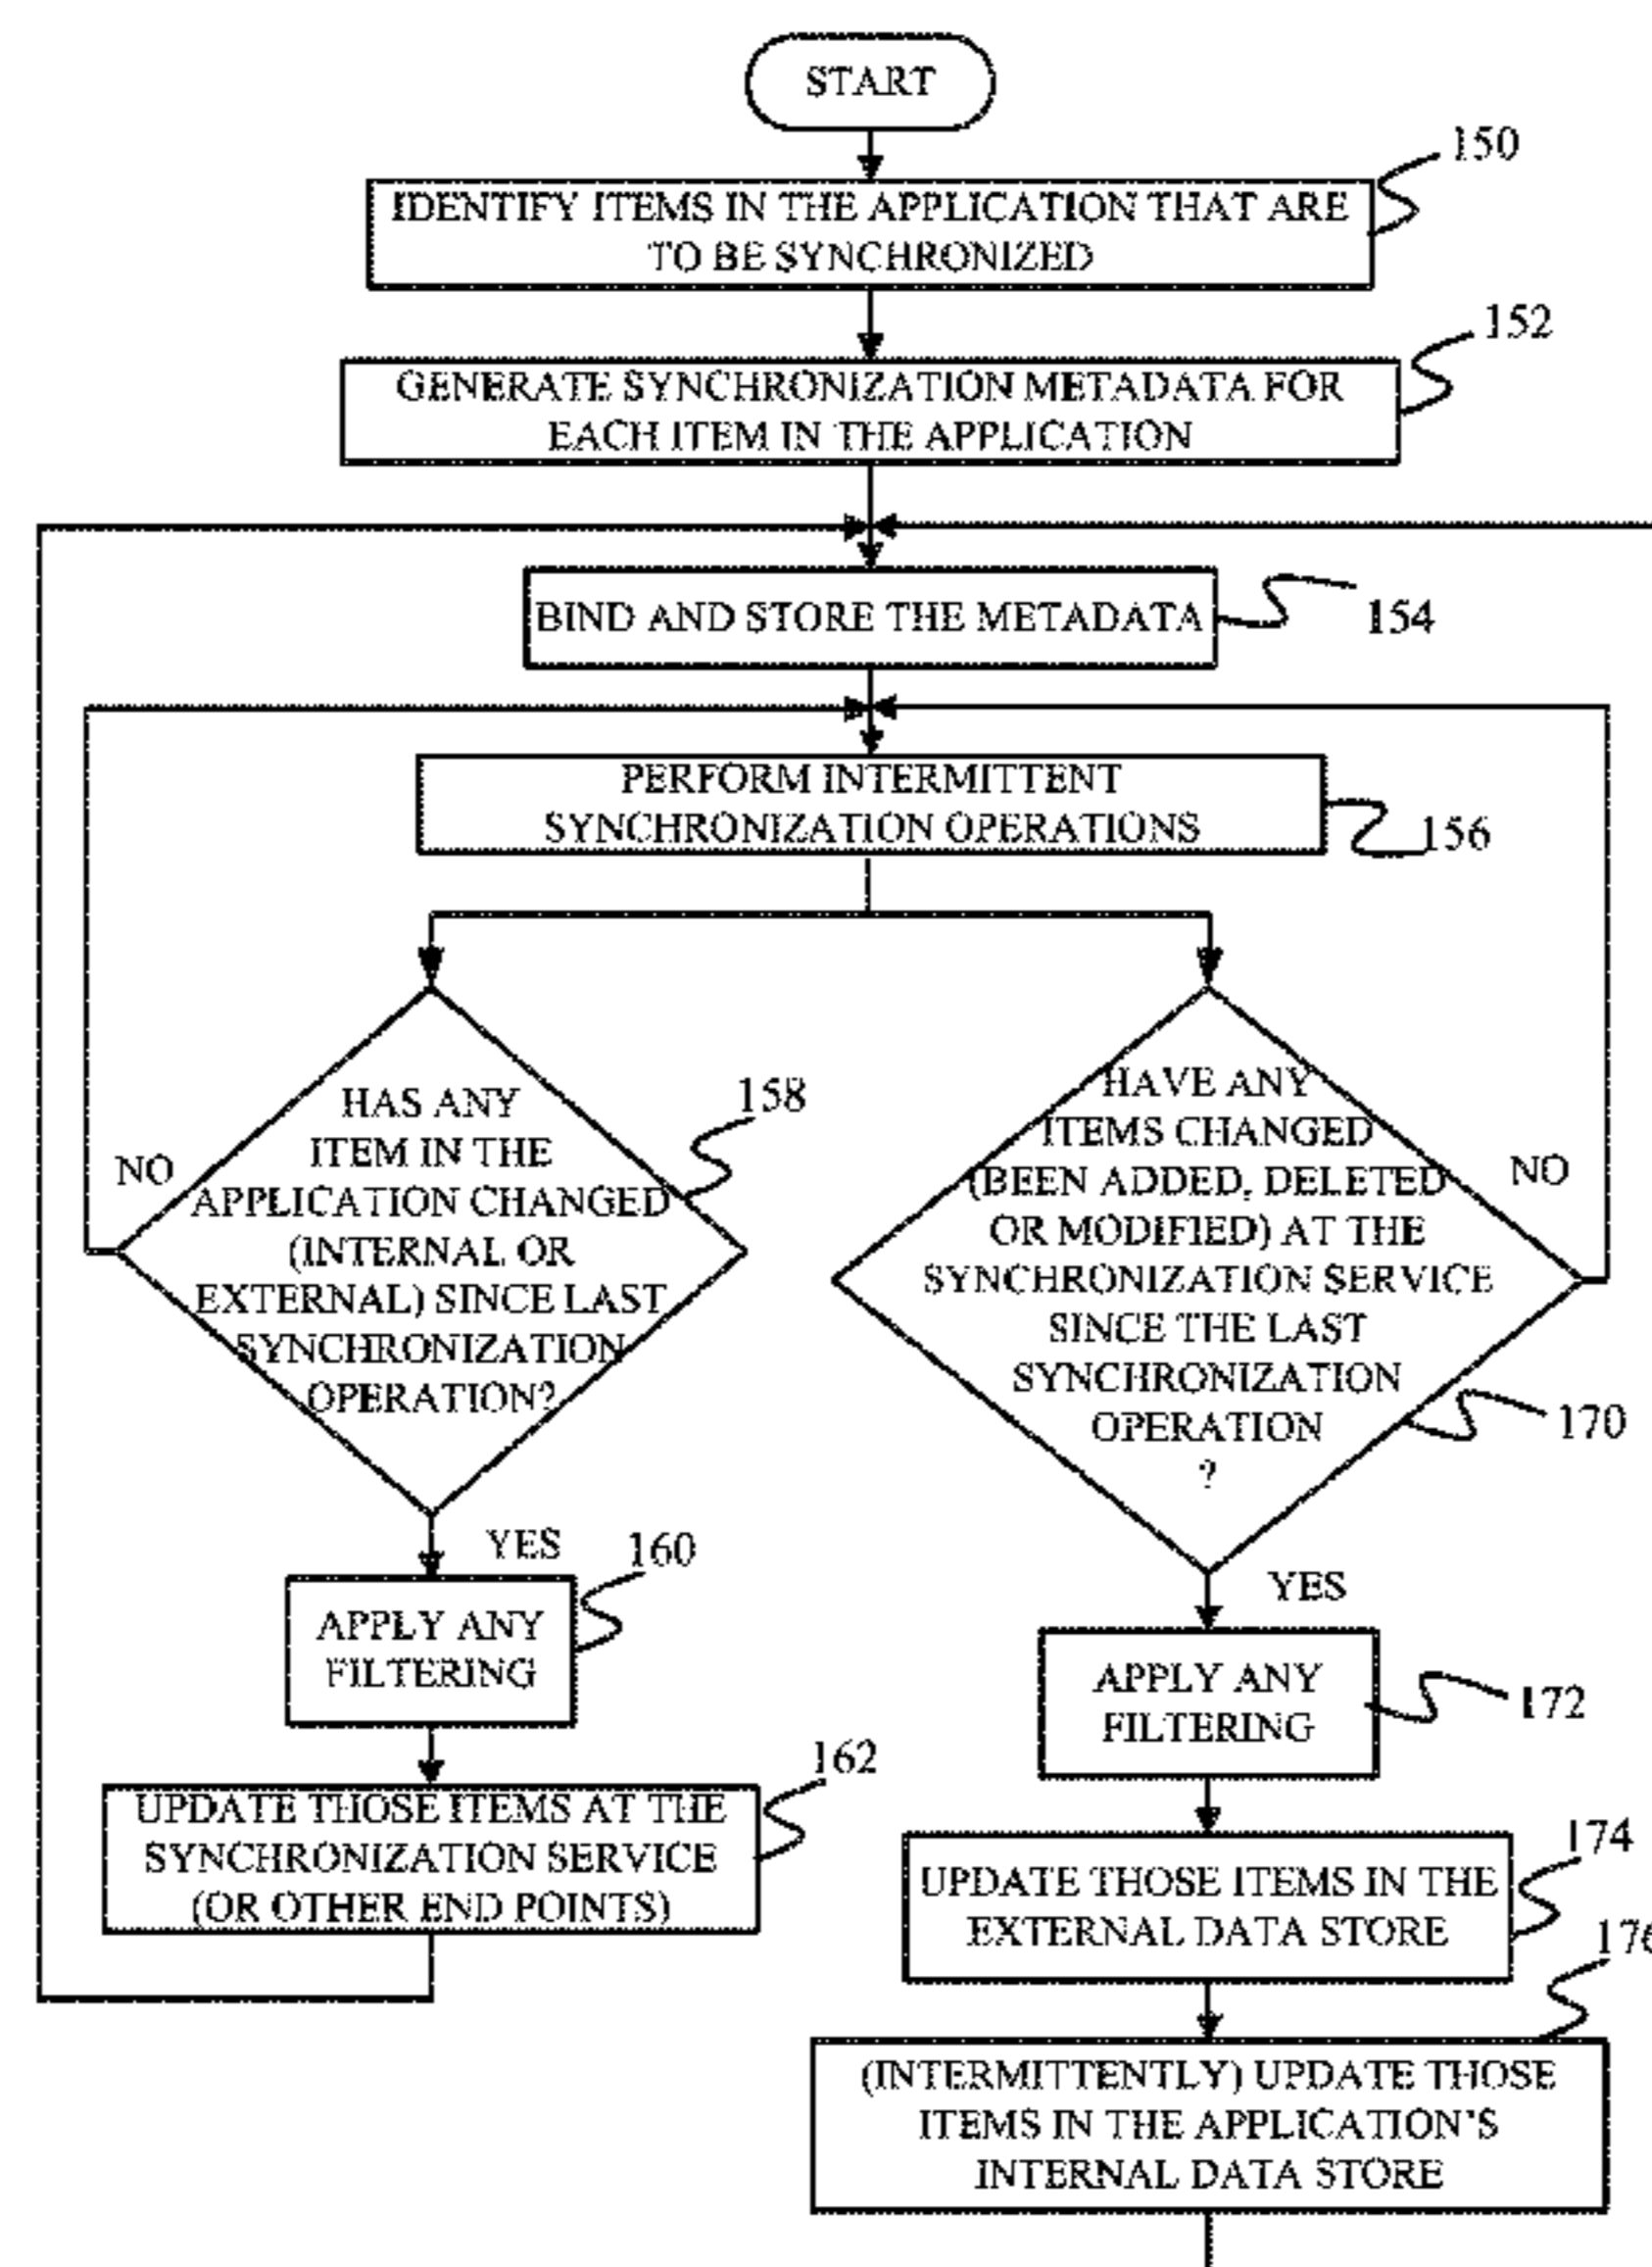 START
150
IDENTIFY ITEMS IN THE APPLICATION THAT ARE
TO BE SYNCHRONIZED
152
GENERATE SYNCHRONIZATION METADATA FOR
EACH ITEM IN THE APPLICATION
BIND AND STORE THE METADATA
154
PERFORM INTERMITTENT
SYNCHRONIZATION OPERATIONS
156
HAS ANY
ITEM IN THE
APPLICATION CHANGED
(INTERNAL OR
EXTERNAL) SINCE LAST
SYNCHRONIZATION
OPERATION?
158
NO
YES
HAVE ANY
ITEMS CHANGED
(BEEN ADDED, DELETED
OR MODIFIED) AT THE
SYNCHRONIZATION SERVICE
SINCE THE LAST
SYNCHRONIZATION
OPERATION
?
NO
170
YES
160
APPLY ANY
FILTERING
162
UPDATE THOSE ITEMS AT THE
SYNCHRONIZATION SERVICE
(OR OTHER END POINTS)
APPLY ANY
FILTERING
172
174
UPDATE THOSE ITEMS IN THE
EXTERNAL DATA STORE
176
(INTERMITTENTLY) UPDATE THOSE
ITEMS IN THE APPLICATION'S
INTERNAL DATA STORE